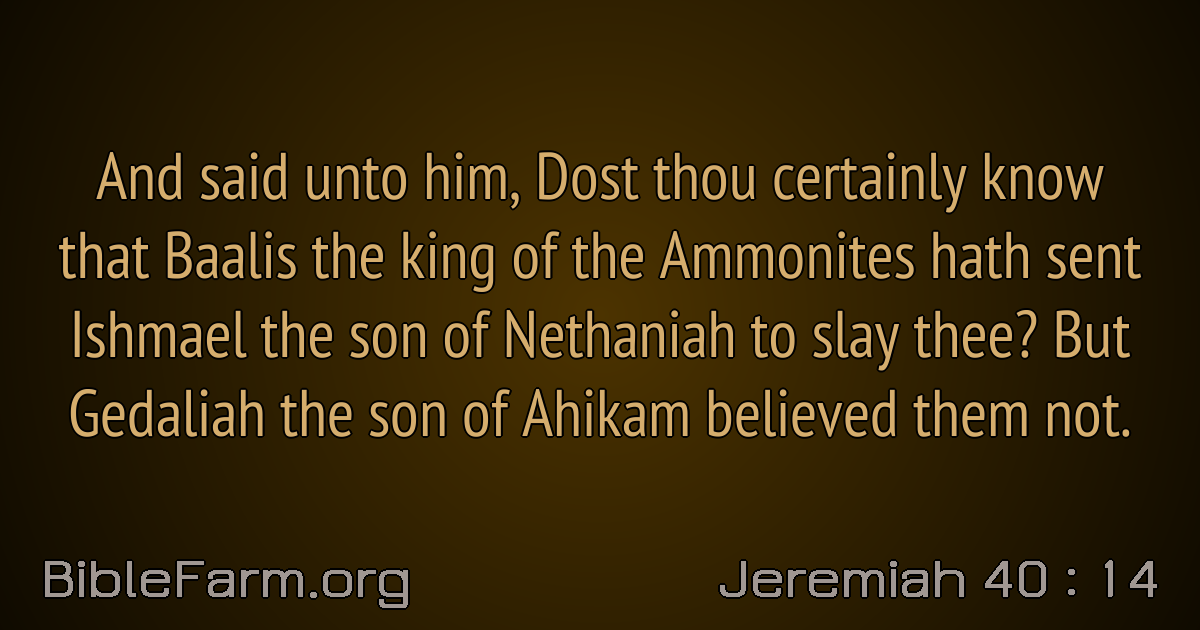 And said unto him, Dost thou certainly know
that Baalis the king of the Ammonites hath sent
Ishmael the son of Nethaniah to slay thee? But
Gedaliah the son of Ahikam believed them not.
BibleFarm.org
Jeremiah 40 : 14